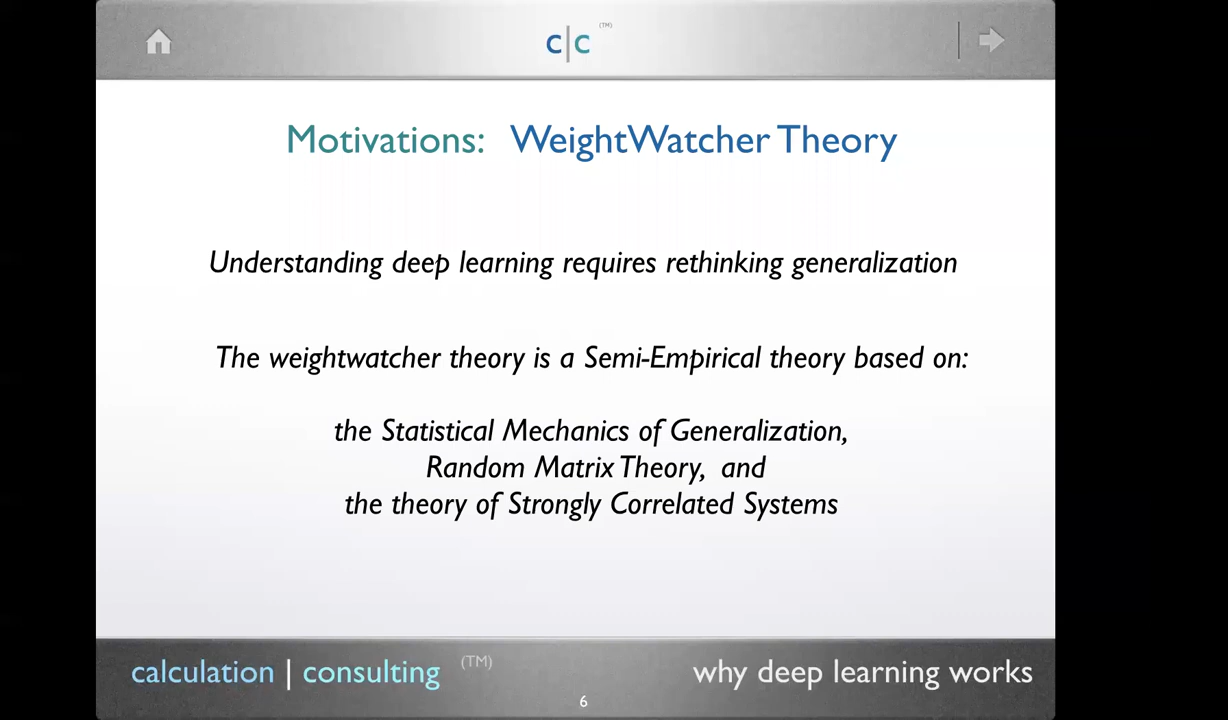 c|c (TM)
Motivations: WeightWatcher Theory
Understanding deep learning requires rethinking generalization
The weightwatcher theory is a Semi-Empirical theory based on:
the Statistical Mechanics of Generalization,
Random Matrix Theory, and
the theory of Strongly Correlated Systems
calculation | consulting (TM)
why deep learning works
6